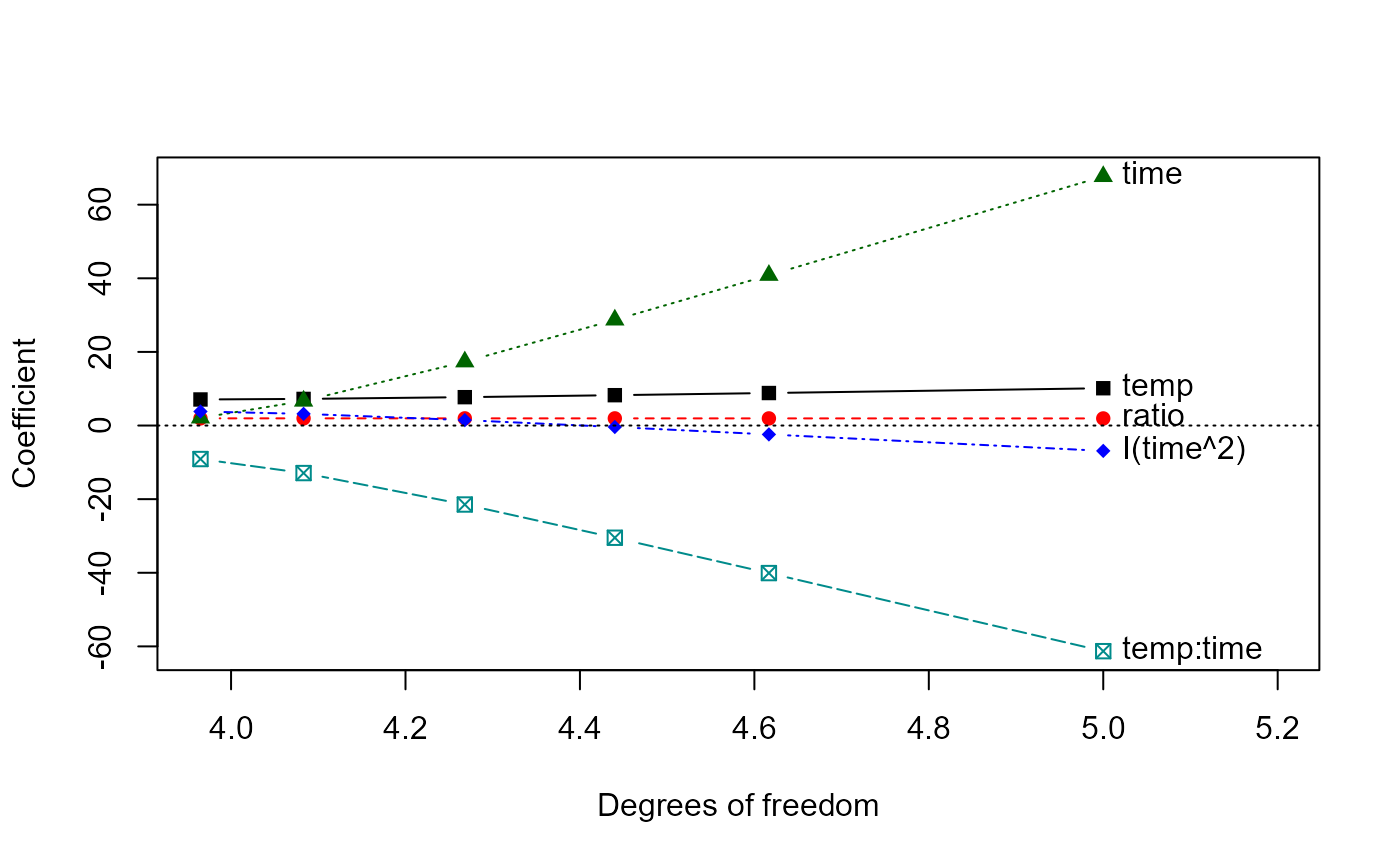 time
temp
ratio
I(time^2)
temp:time
60
40
20
0
-20
-40
-60
Coefficient
4.0 4.2 4.4 4.6 4.8 5.0 5.2
Degrees of freedom